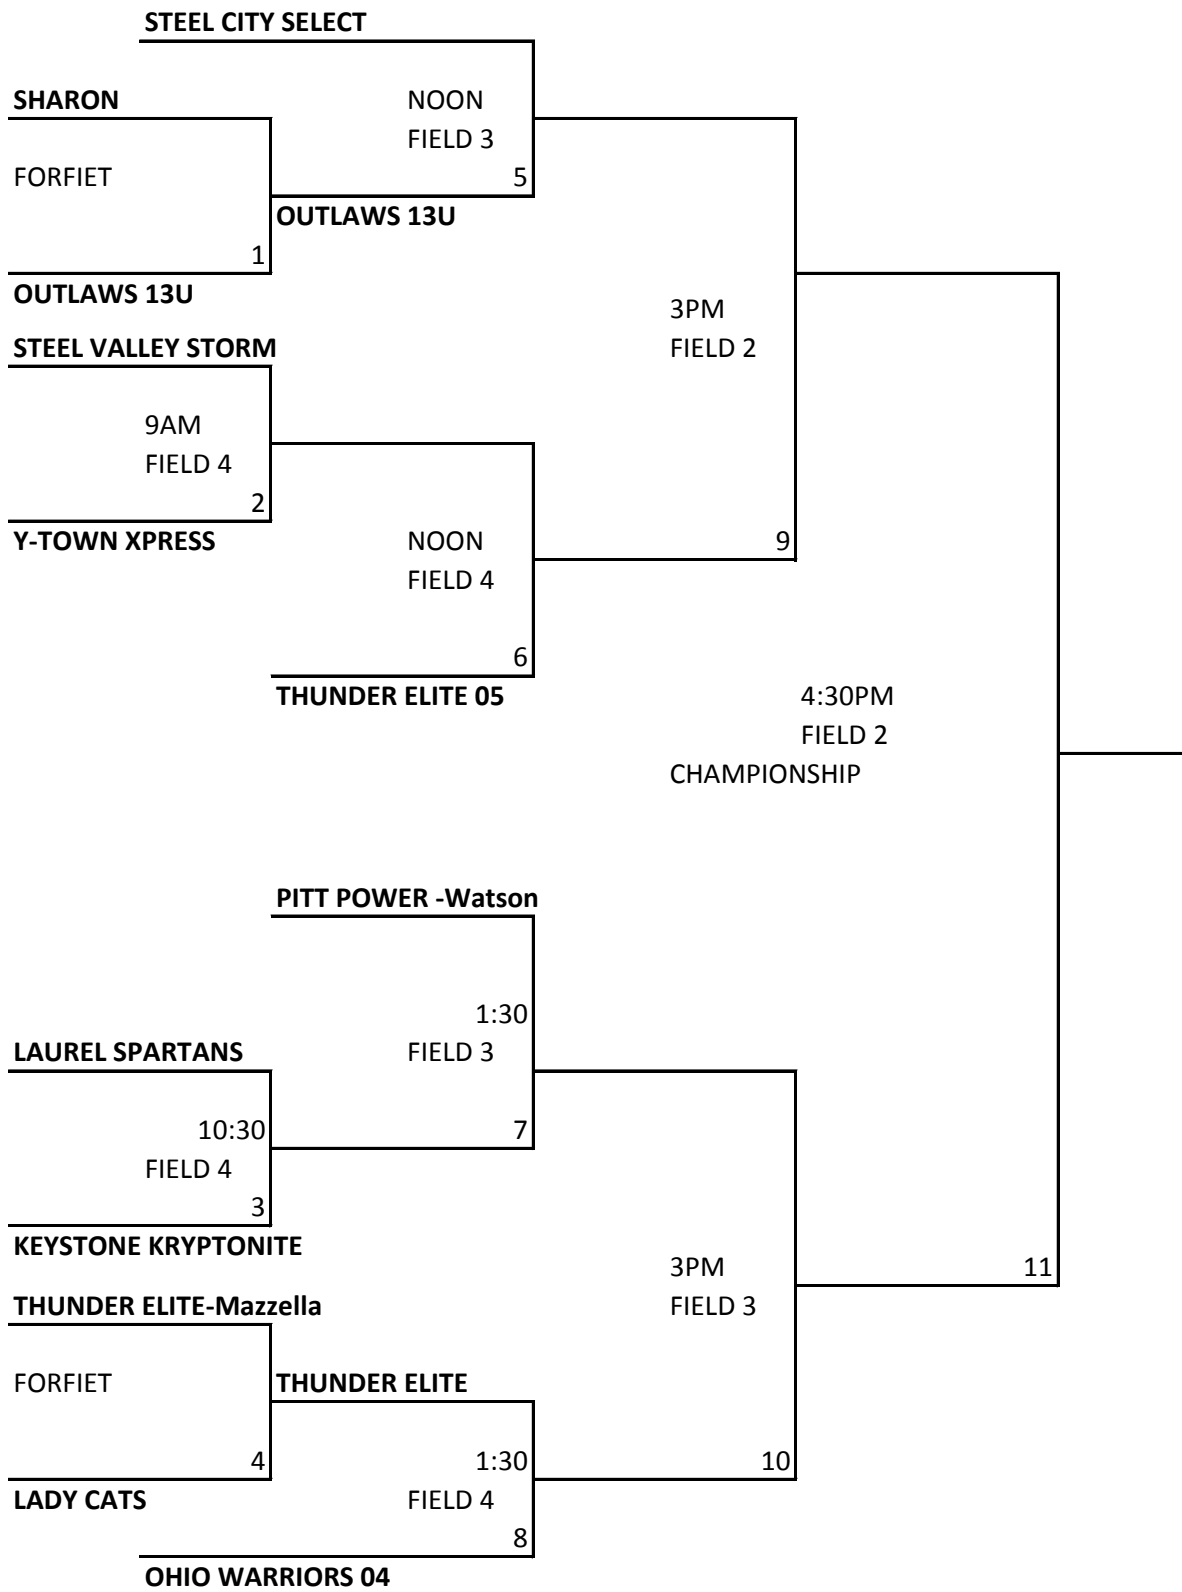 STEEL CITY SELECT
SHARON
NOON
FIELD 3
FORFIET
5
OUTLAWS 13U
1
OUTLAWS 13U
3PM
STEEL VALLEY STORM
FIELD 2
9AM
FIELD 4
2
Y-TOWN XPRESS
NOON
9
FIELD 4
6
THUNDER ELITE 05
4:30PM
FIELD 2
CHAMPIONSHIP
PITT POWER -Watson
1:30
LAUREL SPARTANS
FIELD 3
10:30
7
FIELD 4
3
KEYSTONE KRYPTONITE
3PM
11
THUNDER ELITE-Mazzella
FIELD 3
FORFIET
THUNDER ELITE
4
1:30
10
LADY CATS
FIELD 4
8
OHIO WARRIORS 04